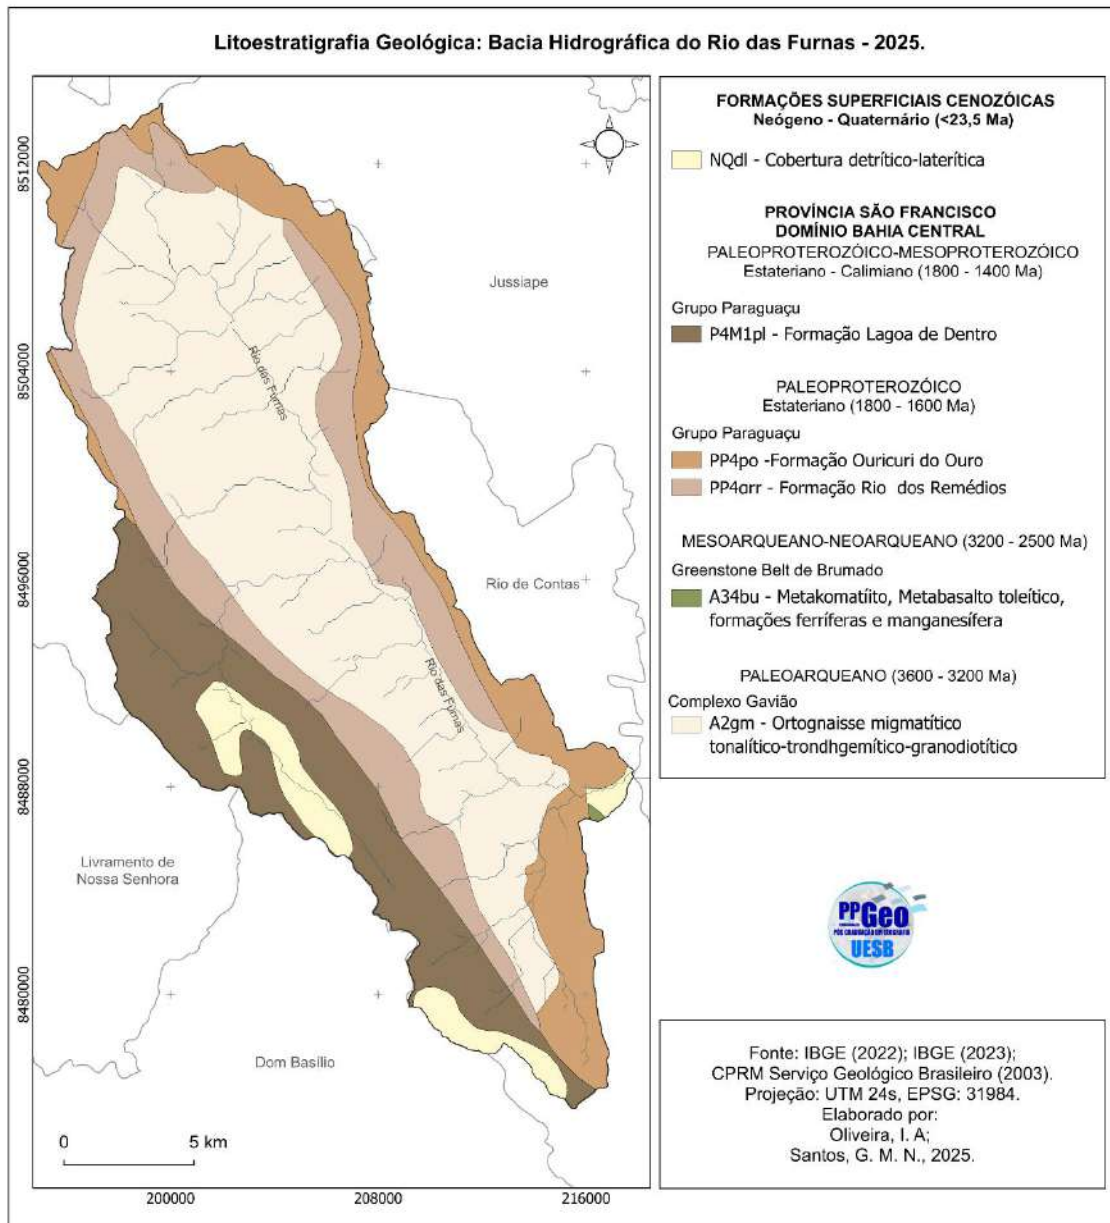 Litoestratigrafia Geológica: Bacia Hidrográfica do Rio das Furnas - 2025.
8512000
8504000
8496000
8488000
8480000
200000
208000
216000
Jussiape
Rio das Furnas
Rio de Contas
Rio das Furnas
Livramento de
Nossa Senhora
Dom Basílio
0
5 km
FORMAÇÕES SUPERFICIAIS CENOZÓICAS
Neógeno - Quaternário (<23,5 Ma)
NQdl - Cobertura detrítico-laterítica
PROVÍNCIA SÃO FRANCISCO
DOMÍNIO BAHIA CENTRAL
PALEOPROTEROZÓICO-MESOPROTEROZÓICO
Estateriano - Calimiano (1800 - 1400 Ma)
Grupo Paraguaçu
P4M1pl - Formação Lagoa de Dentro
PALEOPROTEROZÓICO
Estateriano (1800 - 1600 Ma)
Grupo Paraguaçu
PP4po -Formação Ouricuri do Ouro
PP4αrr - Formação Rio dos Remédios
MESOARQUEANO-NEOARQUEANO (3200 - 2500 Ma)
Greenstone Belt de Brumado
A34bu - Metakomatiíto, Metabasalto toleítico,
formações ferríferas e manganesífera
PALEOARQUEANO (3600 - 3200 Ma)
Complexo Gavião
A2gm - Ortognaisse migmatítico
tonalítico-trondhgemítico-granodiotítico
PPGeo
PÓS-GRADUAÇÃO EM GEOGRAFIA
UESB
Fonte: IBGE (2022); IBGE (2023);
CPRM Serviço Geológico Brasileiro (2003).
Projeção: UTM 24s, EPSG: 31984.
Elaborado por:
Oliveira, I. A;
Santos, G. M. N., 2025.